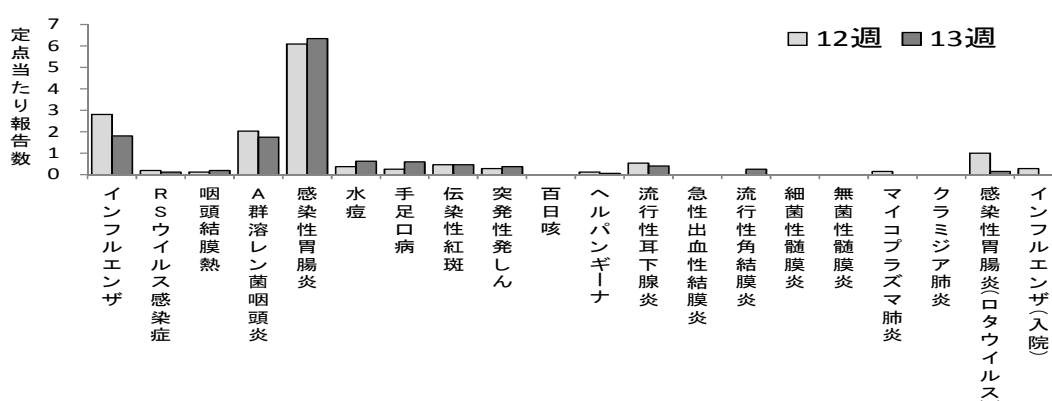 定点当たり報告数
7
6
5
4
3
2
1
0
12週 13週
インフルエンザ
RSウイルス感染症
咽頭結膜熱
A群溶レン菌咽頭炎
感染性胃腸炎
水痘
手足口病
伝染性紅斑
突発性発しん
百日咳
ヘルパンギーナ
流行性耳下腺炎
急性出血性結膜炎
流行性角結膜炎
細菌性髄膜炎
無菌性髄膜炎
マイコプラズマ肺炎
クラミジア肺炎
感染性胃腸炎(ロタウイルス)
インフルエンザ(入院)